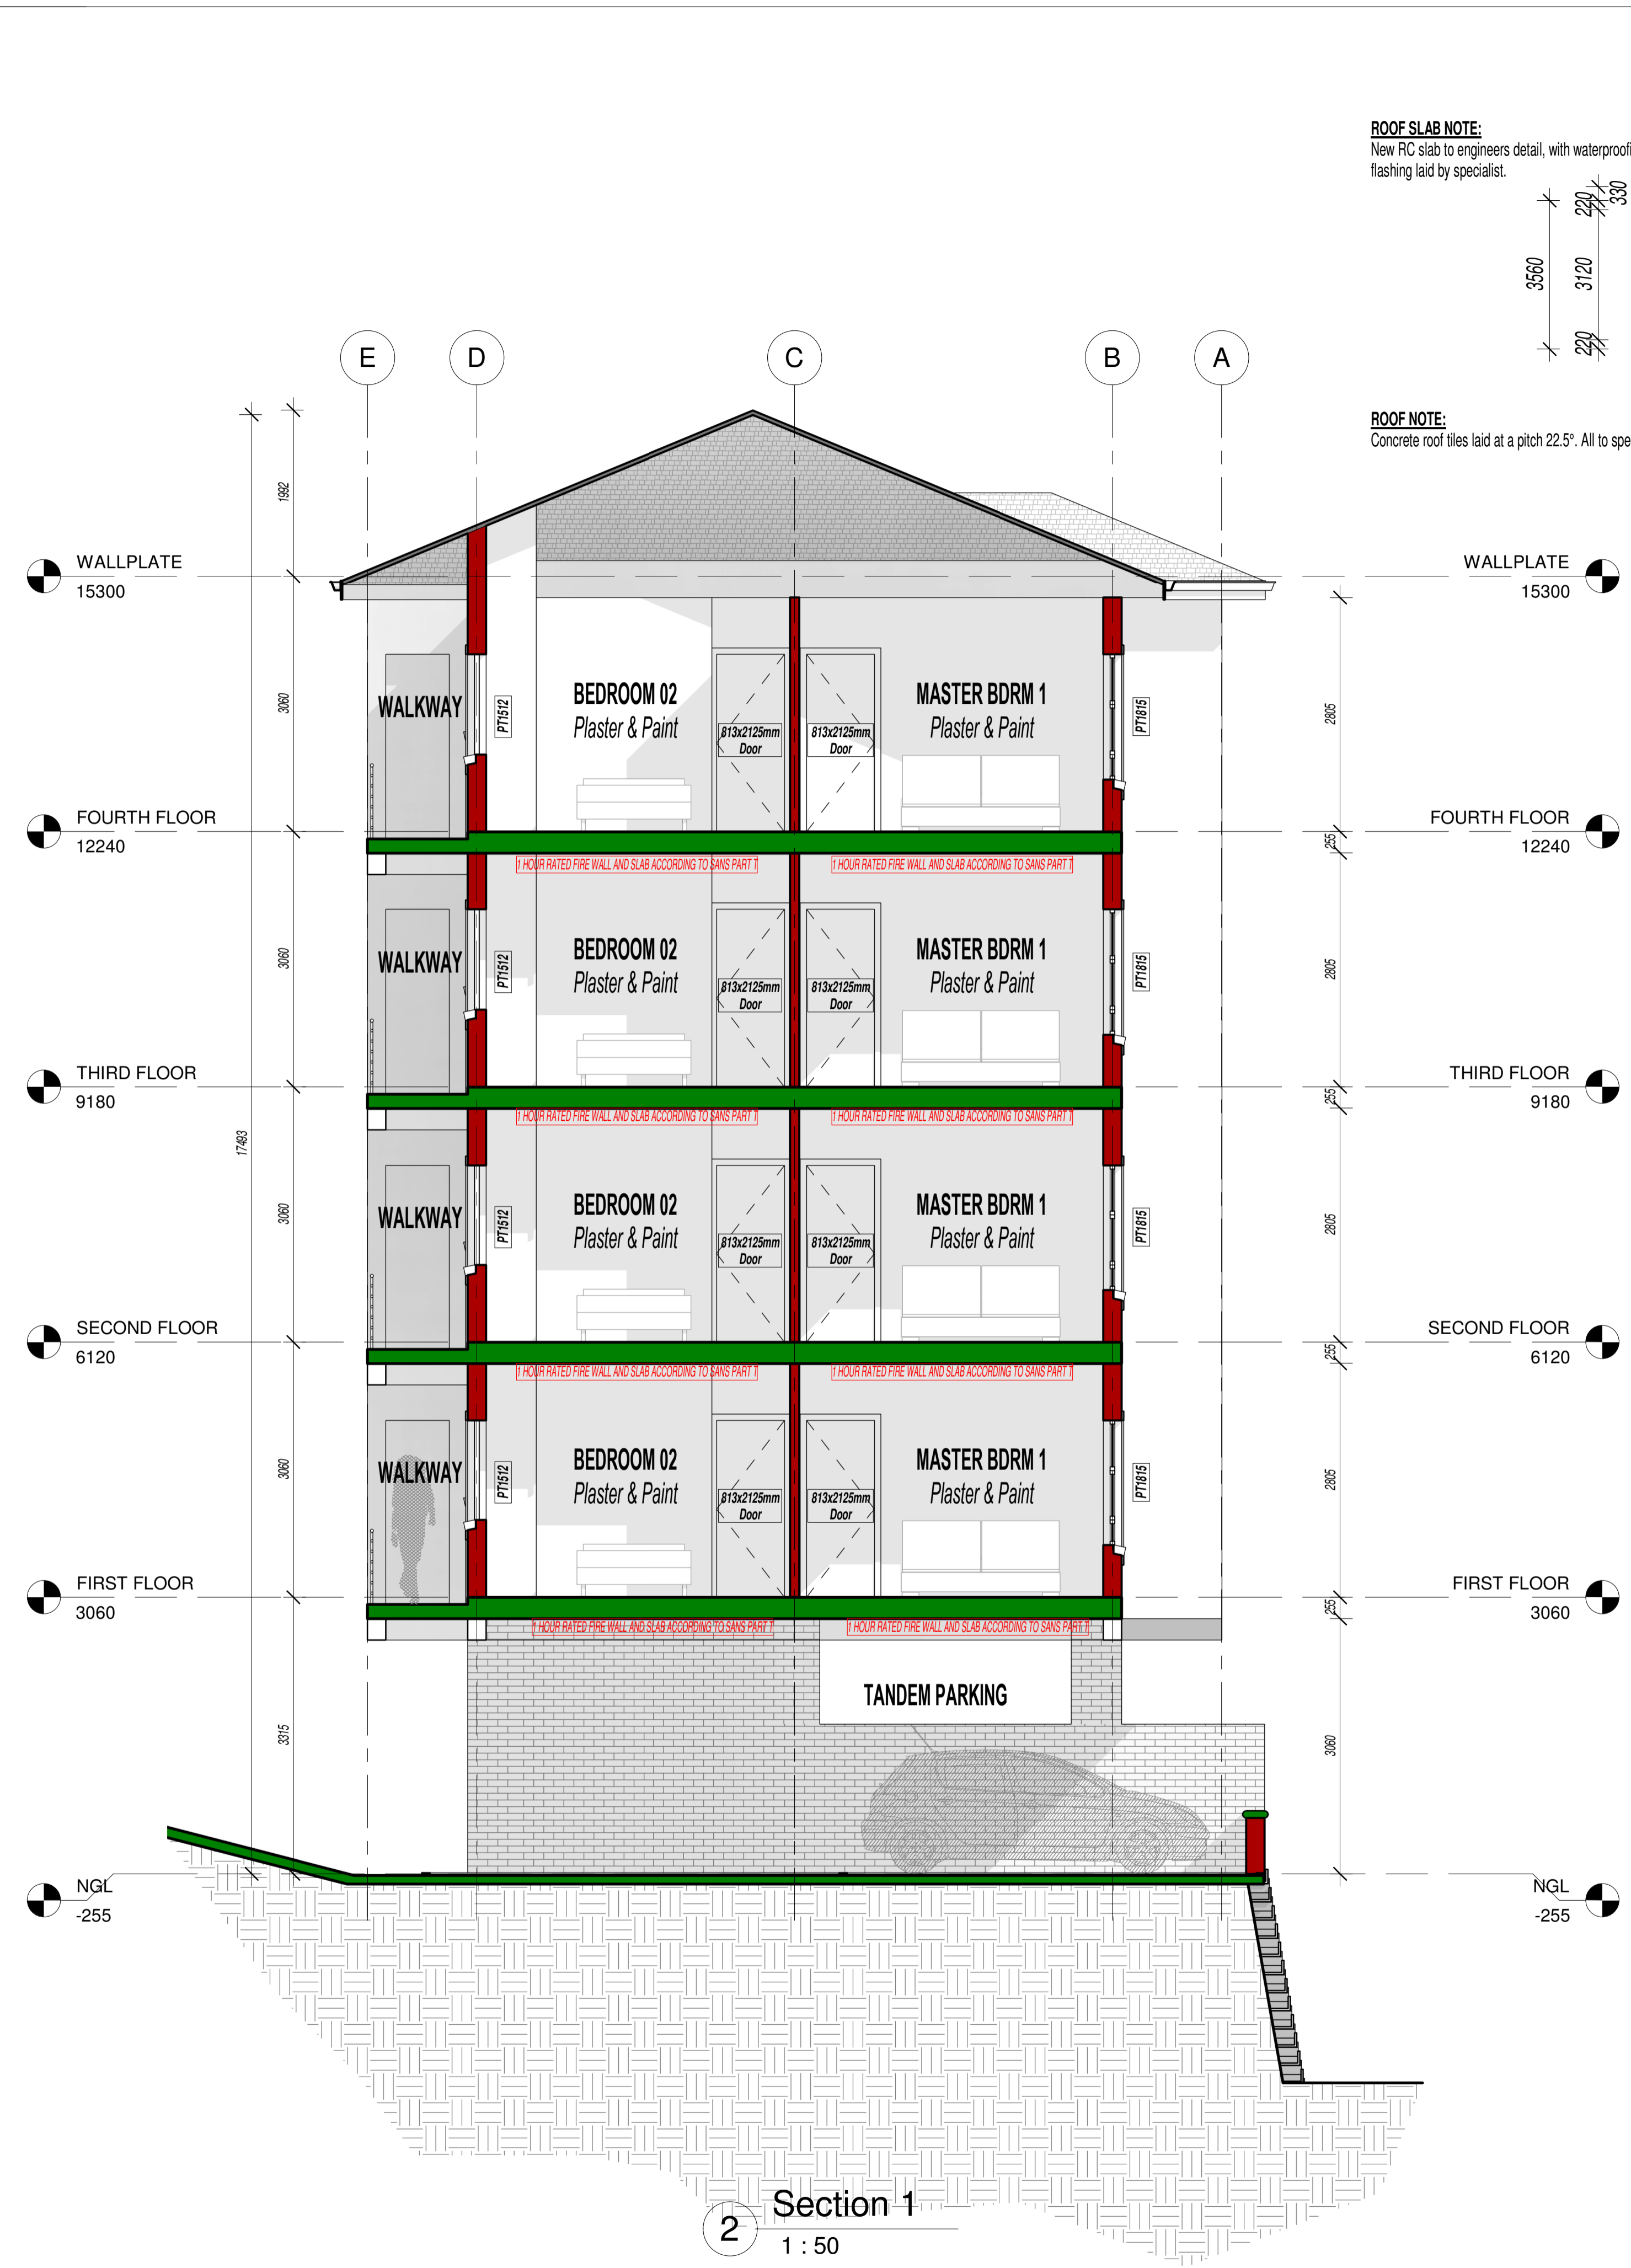 ROOF SLAB NOTE:
New RC slab to engineers detail, with waterproofi
flashing laid by specialist.
330
220
3560
3120
220
E
D
C
B
A
ROOF NOTE:
Concrete roof tiles laid at a pitch 22.5°. All to spe
1992
WALLPLATE
15300
WALLPLATE
15300
WALKWAY
PT1512
BEDROOM 02
Plaster & Paint
813x2125mm
Door
813x2125mm
Door
MASTER BDRM 1
Plaster & Paint
PT1815
3060
2805
FOURTH FLOOR
12240
FOURTH FLOOR
12240
255
1 HOUR RATED FIRE WALL AND SLAB ACCORDING TO SANS PART T
1 HOUR RATED FIRE WALL AND SLAB ACCORDING TO SANS PART T
WALKWAY
PT1512
BEDROOM 02
Plaster & Paint
813x2125mm
Door
813x2125mm
Door
MASTER BDRM 1
Plaster & Paint
PT1815
3060
2805
THIRD FLOOR
9180
THIRD FLOOR
9180
255
1 HOUR RATED FIRE WALL AND SLAB ACCORDING TO SANS PART T
1 HOUR RATED FIRE WALL AND SLAB ACCORDING TO SANS PART T
17493
WALKWAY
PT1512
BEDROOM 02
Plaster & Paint
813x2125mm
Door
813x2125mm
Door
MASTER BDRM 1
Plaster & Paint
PT1815
3060
2805
SECOND FLOOR
6120
SECOND FLOOR
6120
255
1 HOUR RATED FIRE WALL AND SLAB ACCORDING TO SANS PART T
1 HOUR RATED FIRE WALL AND SLAB ACCORDING TO SANS PART T
WALKWAY
PT1512
BEDROOM 02
Plaster & Paint
813x2125mm
Door
813x2125mm
Door
MASTER BDRM 1
Plaster & Paint
PT1815
3060
2805
FIRST FLOOR
3060
FIRST FLOOR
3060
255
1 HOUR RATED FIRE WALL AND SLAB ACCORDING TO SANS PART T
1 HOUR RATED FIRE WALL AND SLAB ACCORDING TO SANS PART T
TANDEM PARKING
3315
3060
NGL
-255
NGL
-255
2
Section 1
1 : 50